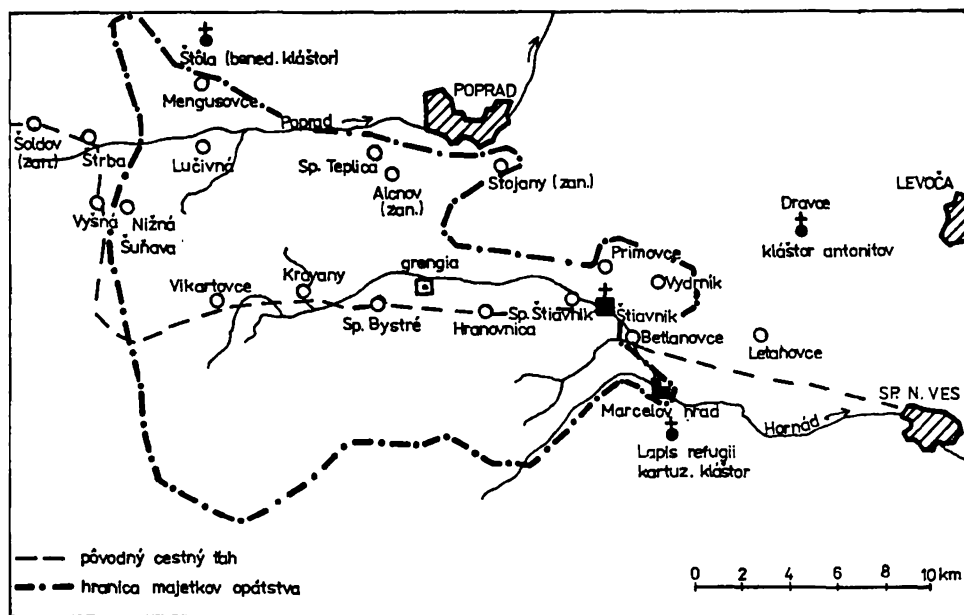 Štôla (bened. kláštor)
Mengusovce
POPRAD
Poprad
Šoldov
(zan.)
Štrba
Lučivná
Sp. Teplica
Alcnov
(zan.)
Stojany (zan.)
LEVOČA
Dravce
kláštor antonitov
Vyšná
Nižná
Šuňava
Primovce
Vydrník
grangia
Vikartovce
Kravany
Sp. Bystré
Hranovnica
Sp. Štiavnik
Štiavnik
Betlanovce
Letahovce
SP. N. VES
Marcelov hrad
Hornád
Lapis refugii
kartuz. kláštor
pôvodný cestný ťah
hranica majetkov opátstva
0 2 4 6 8 10 km